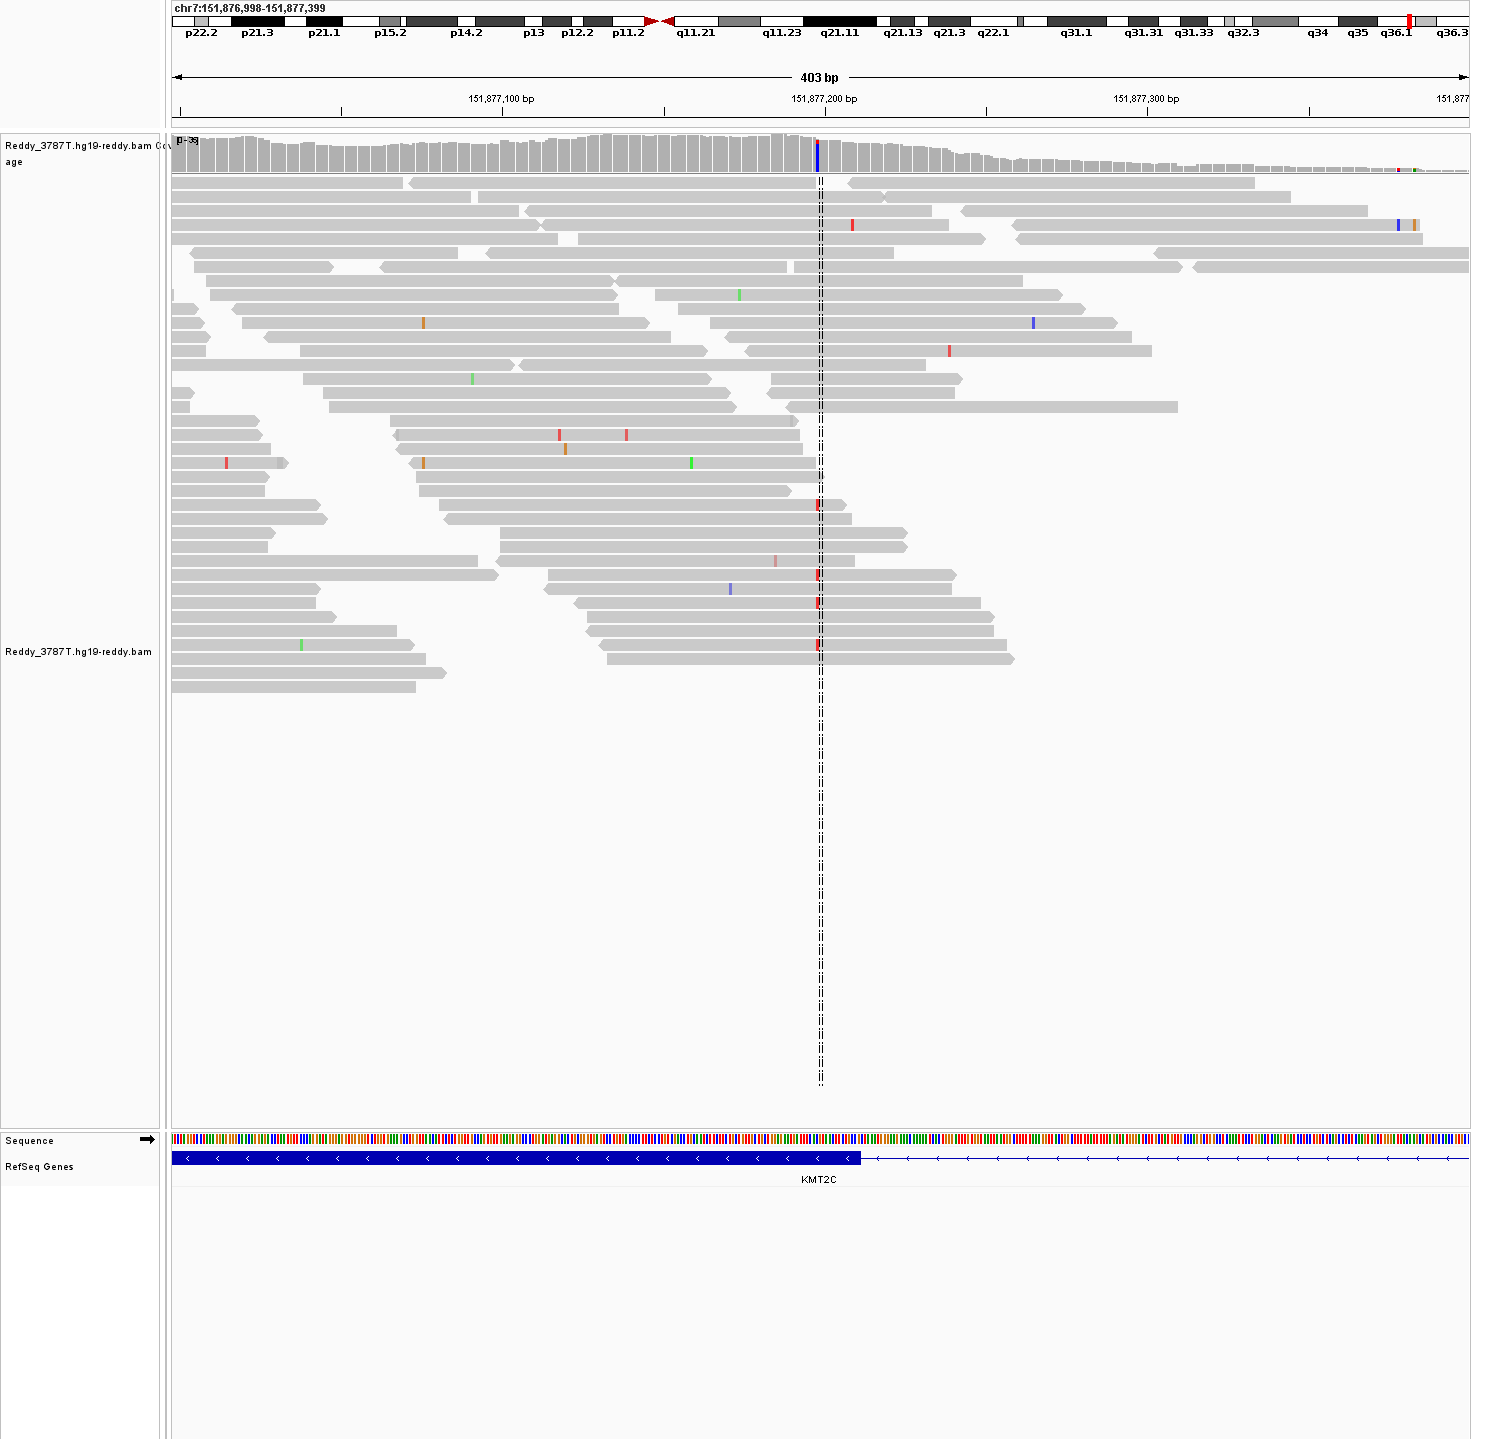 chr7:151,876,998-151,877,399
p22.2 p21.3 p21.1 p15.2 p14.2 p13 p12.2 p11.2 q11.21 q11.23 q21.11 q21.13 q21.3 q22.1 q31.1 q31.31 q31.33 q32.3 q34 q35 q36.1 q36.3
403 bp
151,877,100 bp 151,877,200 bp 151,877,300 bp 151,877
Reddy_3787T.hg19-reddy.bam Cov
age
Reddy_3787T.hg19-reddy.bam
Sequence
RefSeq Genes
KMT2C